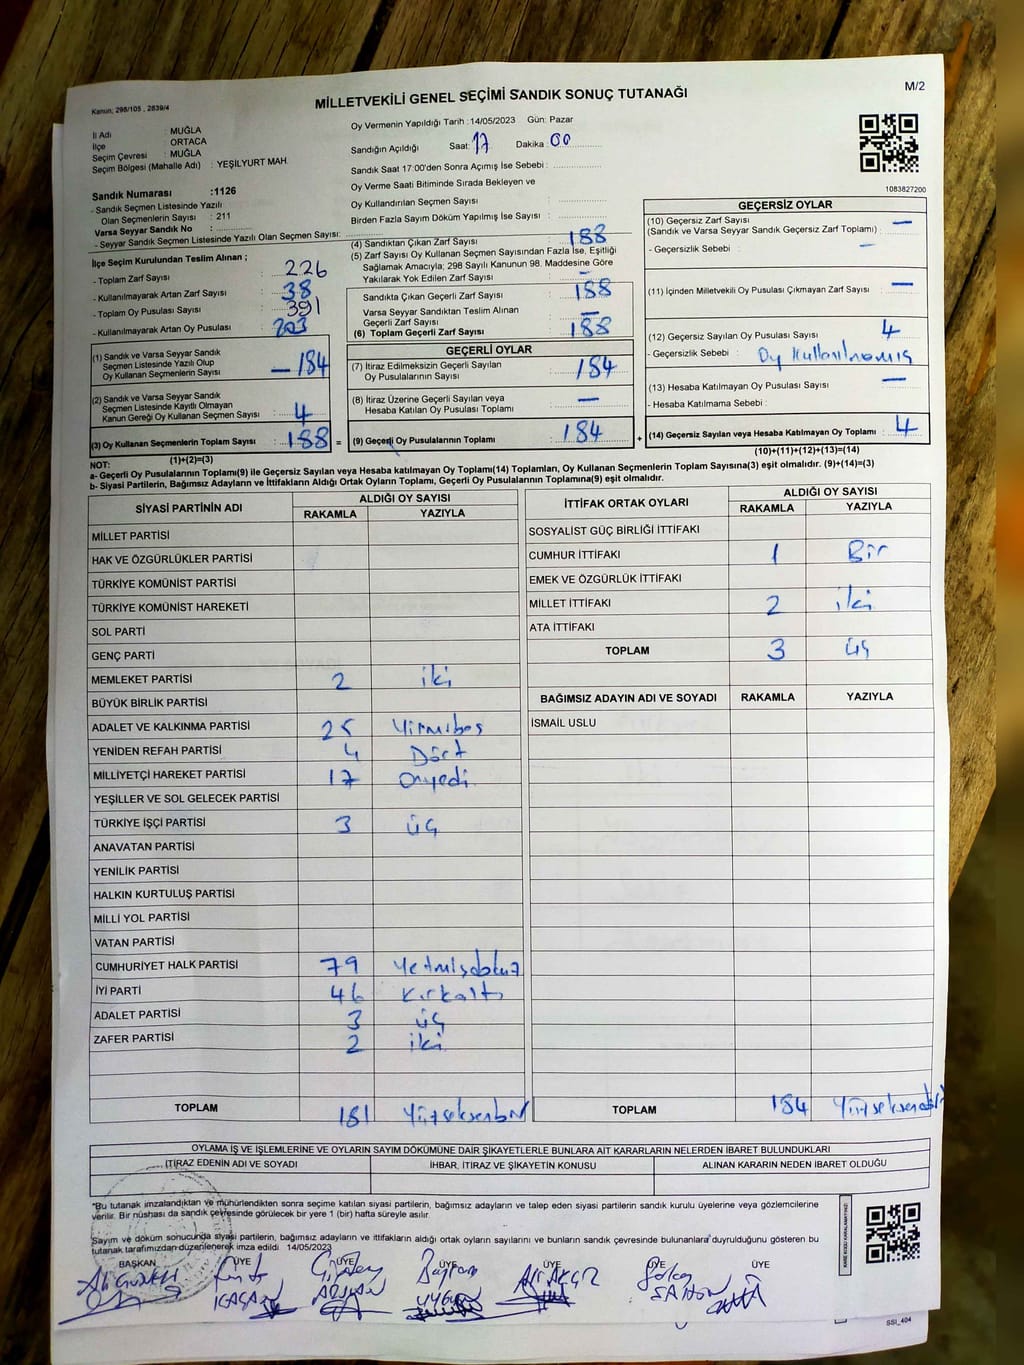 M/2
Kanun; 298/105 , 2839/4
MİLLETVEKİLİ GENEL SEÇİMİ SANDIK SONUÇ TUTANAĞI
İl Adı : MUĞLA
İlçe : ORTACA
Seçim Çevresi : MUĞLA
Seçim Bölgesi (Mahalle Adı) : YEŞİLYURT MAH.
Sandık Numarası :1126
- Sandık Seçmen Listesinde Yazılı
Olan Seçmenlerin Sayısı : 211
Varsa Seyyar Sandık No :
- Seyyar Sandık Seçmen Listesinde Yazılı Olan Seçmen Sayısı:
Oy Vermenin Yapıldığı Tarih :14/05/2023 Gün: Pazar
Sandığın Açıldığı Saat: 17 Dakika : 00
Sandık Saat 17:00'den Sonra Açımış İse Sebebi :
Oy Verme Saati Bitiminde Sırada Bekleyen ve
Oy Kullandırılan Seçmen Sayısı :
Birden Fazla Sayım Döküm Yapılmış İse Sayısı :
1083827200
İlçe Seçim Kurulundan Teslim Alınan ;
- Toplam Zarf Sayısı : 226
- Kullanılmayarak Artan Zarf Sayısı : 38
- Toplam Oy Pusulası Sayısı : 391
- Kullanılmayarak Artan Oy Pusulası : 203
(1) Sandık ve Varsa Seyyar Sandık
Seçmen Listesinde Yazılı Olup
Oy Kullanan Seçmenlerin Sayısı : – 184
(2) Sandık ve Varsa Seyyar Sandık
Seçmen Listesinde Kayıtlı Olmayan
Kanun Gereği Oy Kullanan Seçmen Sayısı : 4
(3) Oy Kullanan Seçmenlerin Toplam Sayısı : 188 =
(1)+(2)=(3)
(4) Sandıktan Çıkan Zarf Sayısı : 188
(5) Zarf Sayısı Oy Kullanan Seçmen Sayısından Fazla İse, Eşitliği
Sağlamak Amacıyla; 298 Sayılı Kanunun 98. Maddesine Göre
Yakılarak Yok Edilen Zarf Sayısı : –
Sandıkta Çıkan Geçerli Zarf Sayısı : 188
Varsa Seyyar Sandıktan Teslim Alınan
Geçerli Zarf Sayısı : –
(6) Toplam Geçerli Zarf Sayısı : 188
GEÇERLİ OYLAR
(7) İtiraz Edilmeksizin Geçerli Sayılan
Oy Pusulalarının Sayısı : 184
(8) İtiraz Üzerine Geçerli Sayılan veya
Hesaba Katılan Oy Pusulası Toplamı : –
(9) Geçerli Oy Pusulalarının Toplamı : 184 +
GEÇERSİZ OYLAR
(10) Geçersiz Zarf Sayısı –
(Sandık ve Varsa Seyyar Sandık Geçersiz Zarf Toplamı) :
- Geçersizlik Sebebi : –
(11) İçinden Milletvekili Oy Pusulası Çıkmayan Zarf Sayısı : –
(12) Geçersiz Sayılan Oy Pusulası Sayısı : 4
- Geçersizlik Sebebi : Oy Kullanılmamış
(13) Hesaba Katılmayan Oy Pusulası Sayısı : –
- Hesaba Katılmama Sebebi :
(14) Geçersiz Sayılan veya Hesaba Katılmayan Oy Toplamı : 4
(10)+(11)+(12)+(13)=(14)
NOT:
a- Geçerli Oy Pusulalarının Toplamı(9) ile Geçersiz Sayılan veya Hesaba katılmayan Oy Toplamı(14) Toplamları, Oy Kullanan Seçmenlerin Toplam Sayısına(3) eşit olmalıdır. (9)+(14)=(3)
b- Siyasi Partilerin, Bağımsız Adayların ve İttifakların Aldığı Ortak Oyların Toplamı, Geçerli Oy Pusulalarının Toplamına(9) eşit olmalıdır.
SİYASİ PARTİNİN ADI ALDIĞI OY SAYISI
RAKAMLA YAZIYLA
MİLLET PARTİSİ
HAK VE ÖZGÜRLÜKLER PARTİSİ
TÜRKİYE KOMÜNİST PARTİSİ
TÜRKİYE KOMÜNİST HAREKETİ
SOL PARTİ
GENÇ PARTİ
MEMLEKET PARTİSİ 2 iki
BÜYÜK BİRLİK PARTİSİ
ADALET VE KALKINMA PARTİSİ 25 Yirmibeş
YENİDEN REFAH PARTİSİ 4 Dört
MİLLİYETÇİ HAREKET PARTİSİ 17 Onyedi
YEŞİLLER VE SOL GELECEK PARTİSİ
TÜRKİYE İŞÇİ PARTİSİ 3 üç
ANAVATAN PARTİSİ
YENİLİK PARTİSİ
HALKIN KURTULUŞ PARTİSİ
MİLLİ YOL PARTİSİ
VATAN PARTİSİ
CUMHURİYET HALK PARTİSİ 79 Yetmişdokuz
İYİ PARTİ 46 Kırkaltı
ADALET PARTİSİ 3 üç
ZAFER PARTİSİ 2 iki
TOPLAM 181 Yüzseksenbir
İTTİFAK ORTAK OYLARI ALDIĞI OY SAYISI
RAKAMLA YAZIYLA
SOSYALİST GÜÇ BİRLİĞİ İTTİFAKI
CUMHUR İTTİFAKI 1 Bir
EMEK VE ÖZGÜRLÜK İTTİFAKI
MİLLET İTTİFAKI 2 iki
ATA İTTİFAKI
TOPLAM 3 üç
BAĞIMSIZ ADAYIN ADI VE SOYADI RAKAMLA YAZIYLA
İSMAİL USLU
TOPLAM 184 Yüzseksendört
OYLAMA İŞ VE İŞLEMLERİNE VE OYLARIN SAYIM DÖKÜMÜNE DAİR ŞİKAYETLERLE BUNLARA AİT KARARLARIN NELERDEN İBARET BULUNDUKLARI
İTİRAZ EDENİN ADI VE SOYADI İHBAR, İTİRAZ VE ŞİKAYETİN KONUSU ALINAN KARARIN NEDEN İBARET OLDUĞU
*Bu tutanak imzalandıktan ve mühürlendikten sonra seçime katılan siyasi partilerin, bağımsız adayların ve talep eden siyasi partilerin sandık kurulu üyelerine veya gözlemcilerine
verilir. Bir nüshası da sandık çevresinde görülecek bir yere 1 (bir) hafta süreyle asılır.
Sayım ve döküm sonucunda siyasi partilerin, bağımsız adayların ve ittifakların aldığı ortak oyların sayılarını ve bunların sandık çevresinde bulunanlara duyrulduğunu gösteren bu
tutanak tarafımızdan düzenlenerek imza edildi. 14/05/2023
BAŞKAN ÜYE ÜYE ÜYE ÜYE ÜYE ÜYE
Bayram Ali AKGÖZ
SSI_404